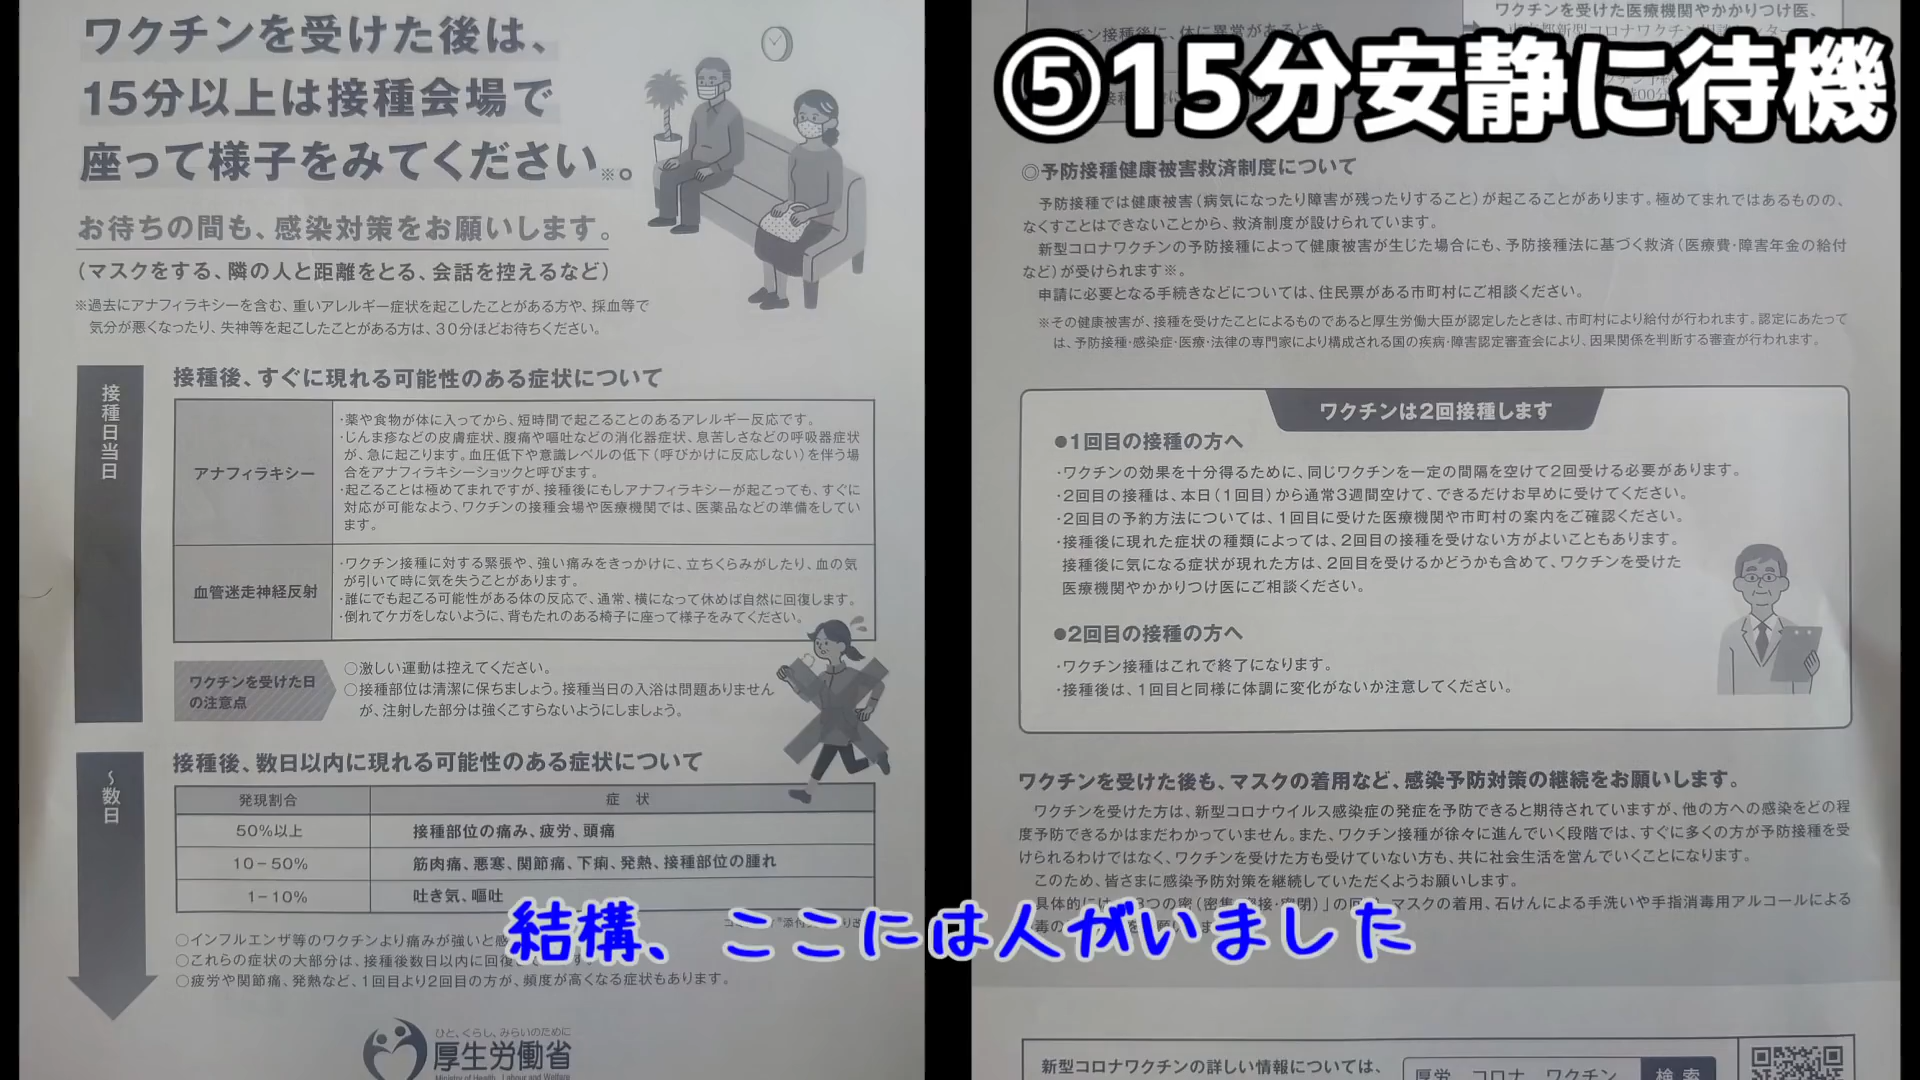 ワクチンを受けた後は、
15分以上は接種会場で
座って様子をみてください※。
お待ちの間も、感染対策をお願いします。
（マスクをする、隣の人と距離をとる、会話を控えるなど）
※過去にアナフィラキシーを含む、重いアレルギー症状を起こしたことがある方や、採血等で
気分が悪くなったり、失神等を起こしたことがある方は、30分ほどお待ちください。
接種日当日
接種後、すぐに現れる可能性のある症状について
アナフィラキシー
・薬や食物が体に入ってから、短時間で起こることのあるアレルギー反応です。
・じんま疹などの皮膚症状、腹痛や嘔吐などの消化器症状、息苦しさなどの呼吸器症状
が、急に起こります。血圧低下や意識レベルの低下（呼びかけに反応しない）を伴う場
合をアナフィラキシーショックと呼びます。
・起こることは極めてまれですが、接種後にもしアナフィラキシーが起こっても、すぐに
対応が可能なよう、ワクチンの接種会場や医療機関では、医薬品などの準備をしてい
ます。
血管迷走神経反射
・ワクチン接種に対する緊張や、強い痛みをきっかけに、立ちくらみがしたり、血の気
が引いて時に気を失うことがあります。
・誰にでも起こる可能性がある体の反応で、通常、横になって休めば自然に回復します。
・倒れてケガをしないように、背もたれのある椅子に座って様子をみてください。
ワクチンを受けた日
の注意点
○激しい運動は控えてください。
○接種部位は清潔に保ちましょう。接種当日の入浴は問題ありません
が、注射した部分は強くこすらないようにしましょう。
～数日
接種後、数日以内に現れる可能性のある症状について
発現割合 症 状
50%以上 接種部位の痛み、疲労、頭痛
10－50% 筋肉痛、悪寒、関節痛、下痢、発熱、接種部位の腫れ
1－10% 吐き気、嘔吐
○インフルエンザ等のワクチンより痛みが強いと感
○これらの症状の大部分は、接種後数日以内に回復
○疲労や関節痛、発熱など、1回目より2回目の方が、頻度が高くなる症状もあります。
ひと、くらし、みらいのために
厚生労働省
Ministry of Health, Labour and Welfare
ワクチンを受けた医療機関やかかりつけ医、
⑤15分安静に待機
◎予防接種健康被害救済制度について
予防接種では健康被害（病気になったり障害が残ったりすること）が起こることがあります。極めてまれではあるものの、
なくすことはできないことから、救済制度が設けられています。
新型コロナワクチンの予防接種によって健康被害が生じた場合にも、予防接種法に基づく救済（医療費・障害年金の給付
など）が受けられます※。
申請に必要となる手続きなどについては、住民票がある市町村にご相談ください。
※その健康被害が、接種を受けたことによるものであると厚生労働大臣が認定したときは、市町村により給付が行われます。認定にあたって
は、予防接種・感染症・医療・法律の専門家により構成される国の疾病・障害認定審査会により、因果関係を判断する審査が行われます。
ワクチンは2回接種します
●1回目の接種の方へ
・ワクチンの効果を十分得るために、同じワクチンを一定の間隔を空けて2回受ける必要があります。
・2回目の接種は、本日（1回目）から通常3週間空けて、できるだけお早めに受けてください。
・2回目の予約方法については、1回目に受けた医療機関や市町村の案内をご確認ください。
・接種後に現れた症状の種類によっては、2回目の接種を受けない方がよいこともあります。
接種後に気になる症状が現れた方は、2回目を受けるかどうかも含めて、ワクチンを受けた
医療機関やかかりつけ医にご相談ください。
●2回目の接種の方へ
・ワクチン接種はこれで終了になります。
・接種後は、1回目と同様に体調に変化がないか注意してください。
ワクチンを受けた後も、マスクの着用など、感染予防対策の継続をお願いします。
ワクチンを受けた方は、新型コロナウイルス感染症の発症を予防できると期待されていますが、他の方への感染をどの程
度予防できるかはまだわかっていません。また、ワクチン接種が徐々に進んでいく段階では、すぐに多くの方が予防接種を受
けられるわけではなく、ワクチンを受けた方も受けていない方も、共に社会生活を営んでいくことになります。
このため、皆さまに感染予防対策を継続していただくようお願いします。
マスクの着用、石けんによる手洗いや手指消毒用アルコールによる
結構、ここには人がいました
新型コロナワクチンの詳しい情報については、
厚労 コロナ ワクチン 検索